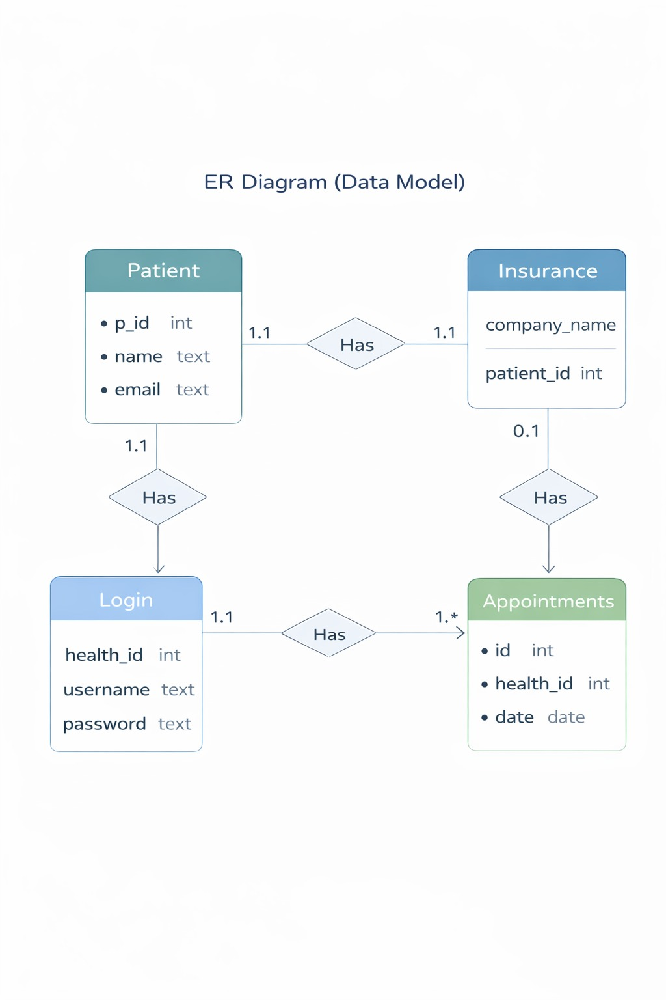 ER Diagram (Data Model)
Patient
• p_id int
• name text
• email text
1.1
Has
1.1
Insurance
company_name
patient_id int
1.1
Has
0.1
Has
Login
health_id int
username text
password text
1.1
Has
1.*
Appointments
• id int
• health_id int
• date date